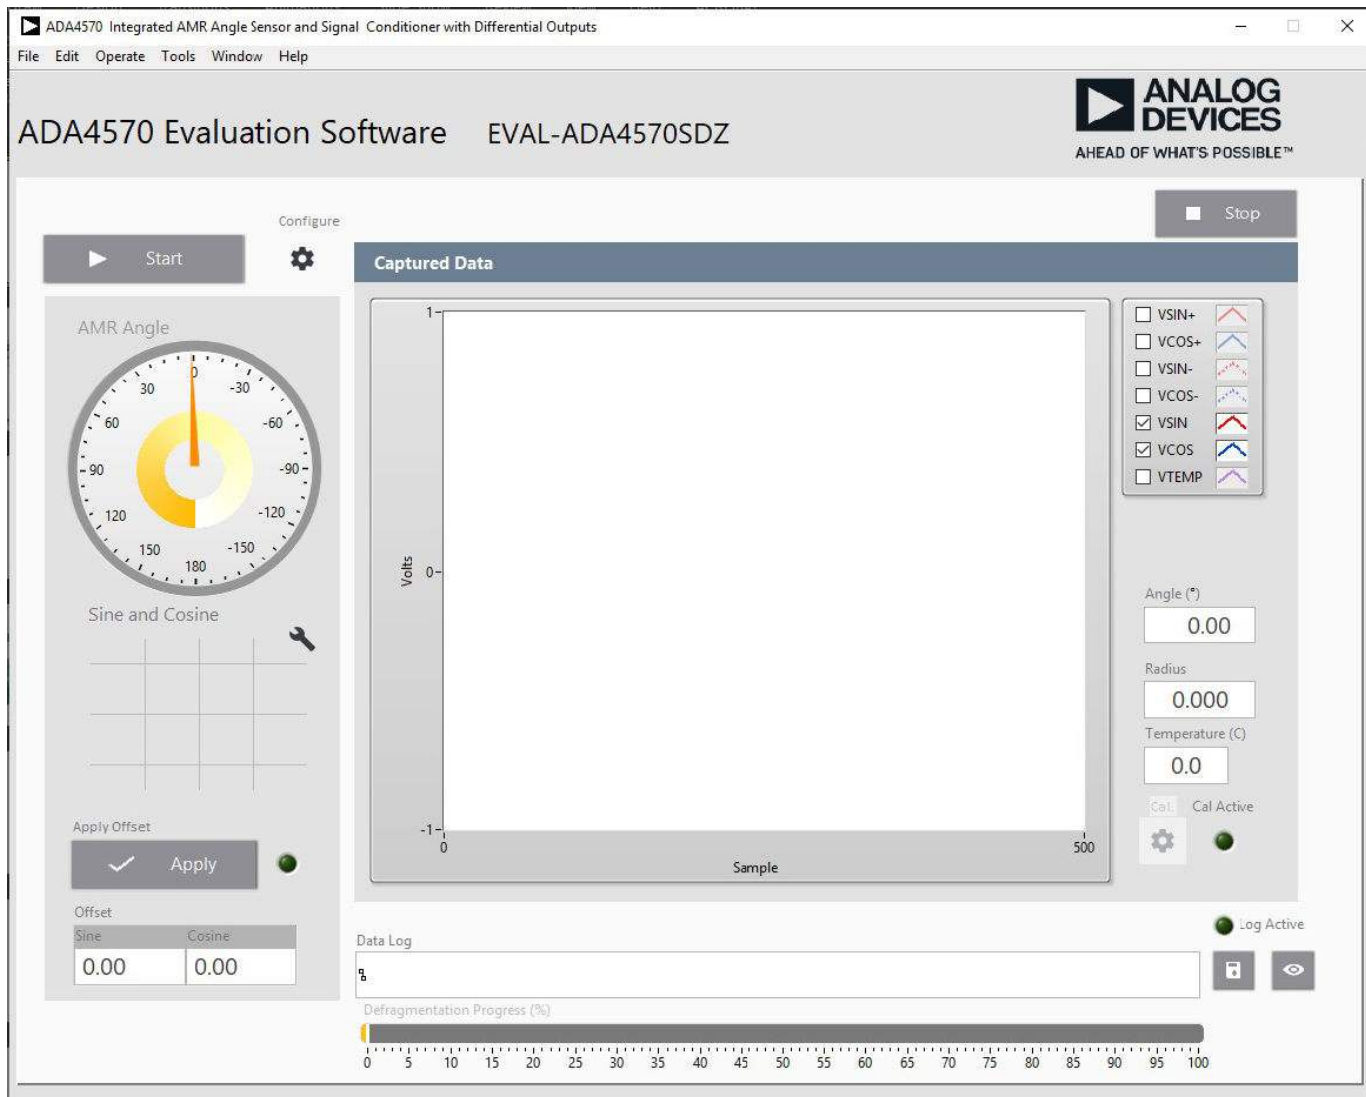 ADA4570 Integrated AMR Angle Sensor and Signal Conditioner with Differential Outputs
File Edit Operate Tools Window Help
ADA4570 Evaluation Software EVAL-ADA4570SDZ
ANALOG
DEVICES
AHEAD OF WHAT'S POSSIBLE™
Stop
Configure
Start
Captured Data
AMR Angle
0
30 -30
60 -60
90 -90
120 -120
150 -150
180
Sine and Cosine
Apply Offset
Apply
Offset
Sine Cosine
0.00 0.00
1
Volts
0
-1
0 500
Sample
VSIN+
VCOS+
VSIN-
VCOS-
VSIN
VCOS
VTEMP
Angle (°)
0.00
Radius
0.000
Temperature (C)
0.0
Cal. Cal Active
Log Active
Data Log
Defragmentation Progress (%)
0 5 10 15 20 25 30 35 40 45 50 55 60 65 70 75 80 85 90 95 100